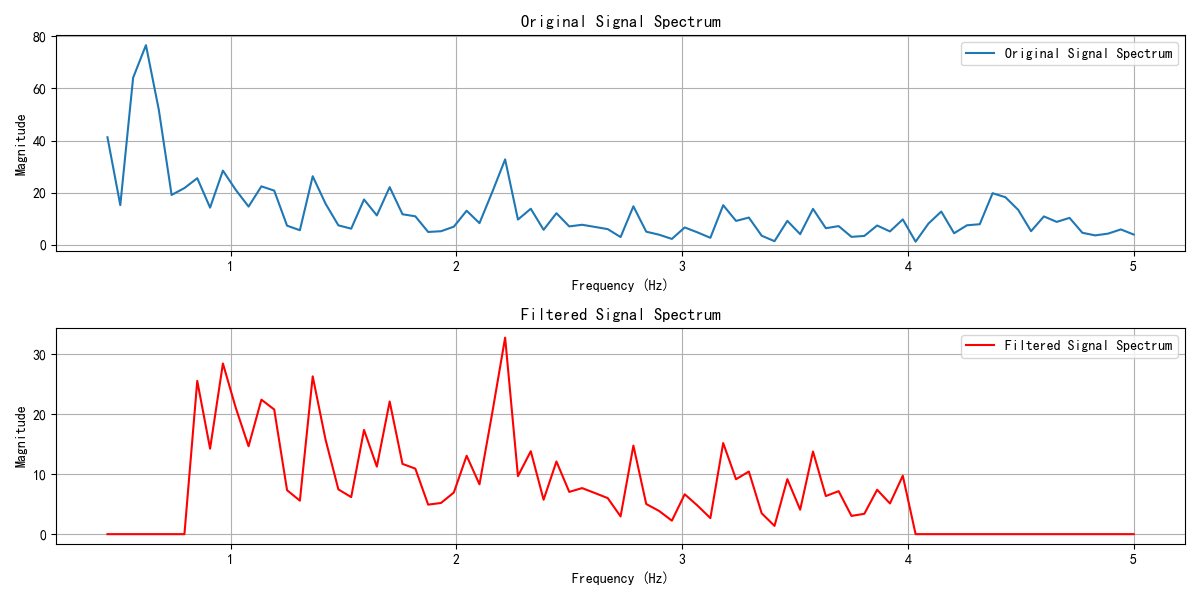 Original Signal Spectrum
80
60
40
20
0
Magnitude
Original Signal Spectrum
1
2
3
4
5
Frequency (Hz)
Filtered Signal Spectrum
30
20
10
0
Magnitude
Filtered Signal Spectrum
1
2
3
4
5
Frequency (Hz)